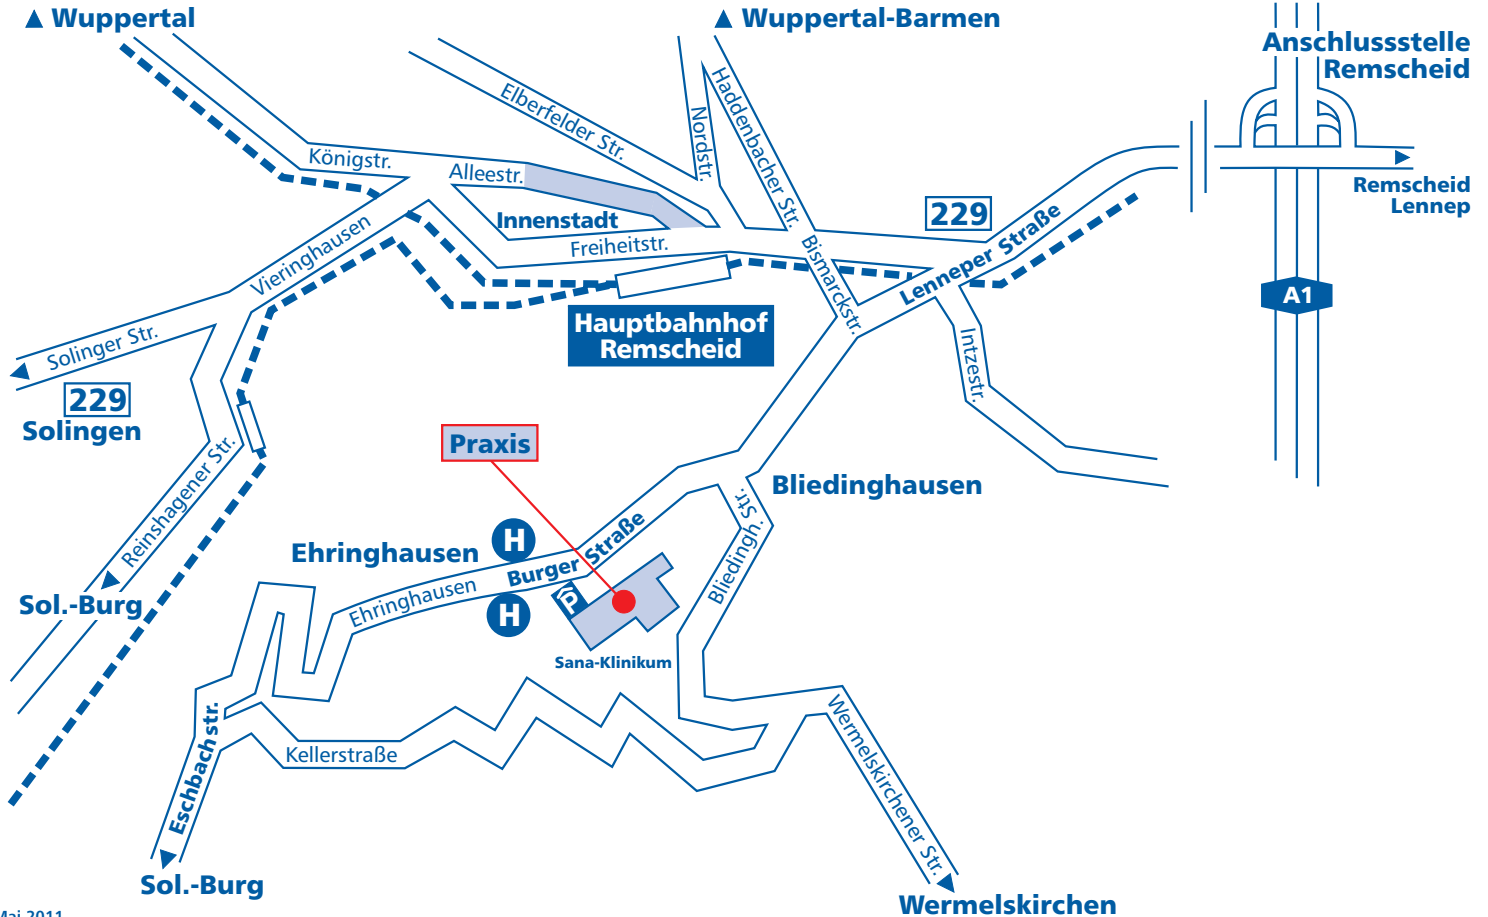 Wuppertal
Wuppertal-Barmen
Anschlussstelle
Remscheid
Elberfelder Str.
Nordstr.
Haddenbacher Str.
Königstr.
Alleestr.
Remscheid
Lennep
229
Innenstadt
Freiheitstr.
Vieringhausen
Bismarckstr.
Lenneper Straße
A1
Hauptbahnhof
Remscheid
Solinger Str.
Intzestr.
229
Solingen
Praxis
Reinshagener Str.
Bliedinghausen
Bliedingh.
Str.
H
Ehringhausen
Burger Straße
Ehringhausen
P
H
Sol.-Burg
Sana-Klinikum
Eschbachstr.
Kellerstraße
Wermelskirchener Str.
Sol.-Burg
Wermelskirchen
2011